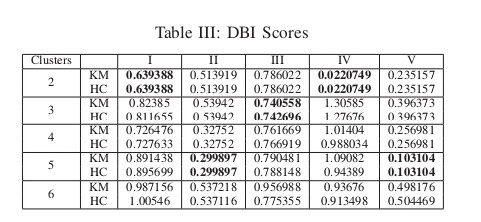 Table III: DBI Scores
Clusters I II III IV V
2 KM 0.639388 0.513919 0.786022 0.0220749 0.235157
HC 0.639388 0.513919 0.786022 0.0220749 0.235157
3 KM 0.82385 0.53942 0.740558 1.30585 0.396373
HC 0.811655 0.53942 0.742696 1.27676 0.396373
4 KM 0.726476 0.32752 0.761669 1.01404 0.256981
HC 0.727633 0.32752 0.766919 0.988034 0.256981
5 KM 0.891438 0.299897 0.790481 1.09082 0.103104
HC 0.895699 0.299897 0.788148 0.94389 0.103104
6 KM 0.987156 0.537218 0.956988 0.93676 0.498176
HC 1.00546 0.537116 0.775355 0.913498 0.504469